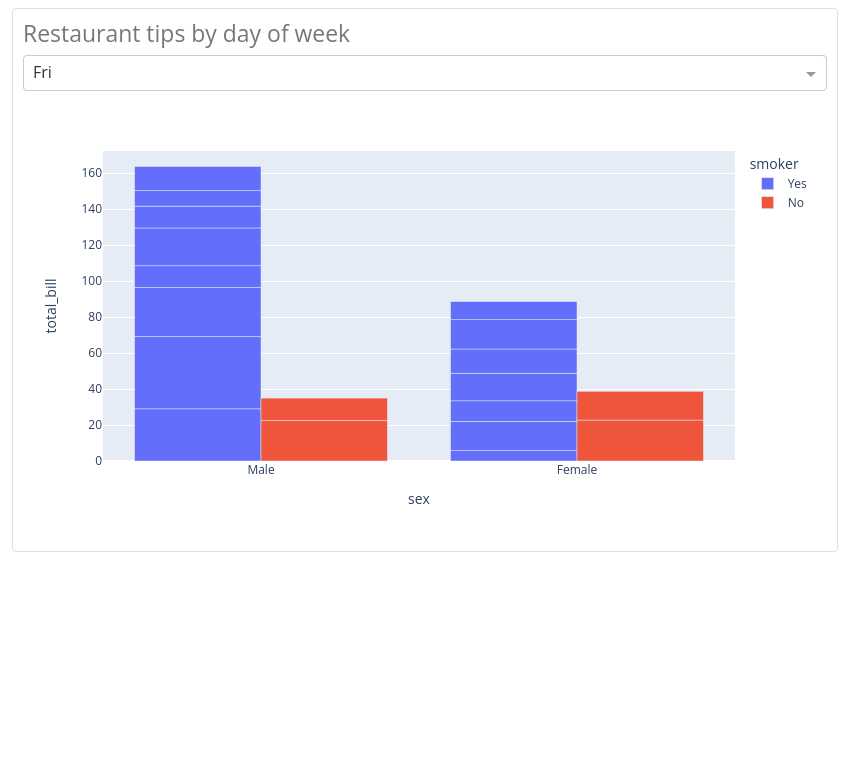 Restaurant tips by day of week
Fri
160
140
120
100
80
60
40
20
0
total_bill
Male
Female
sex
smoker
Yes
No